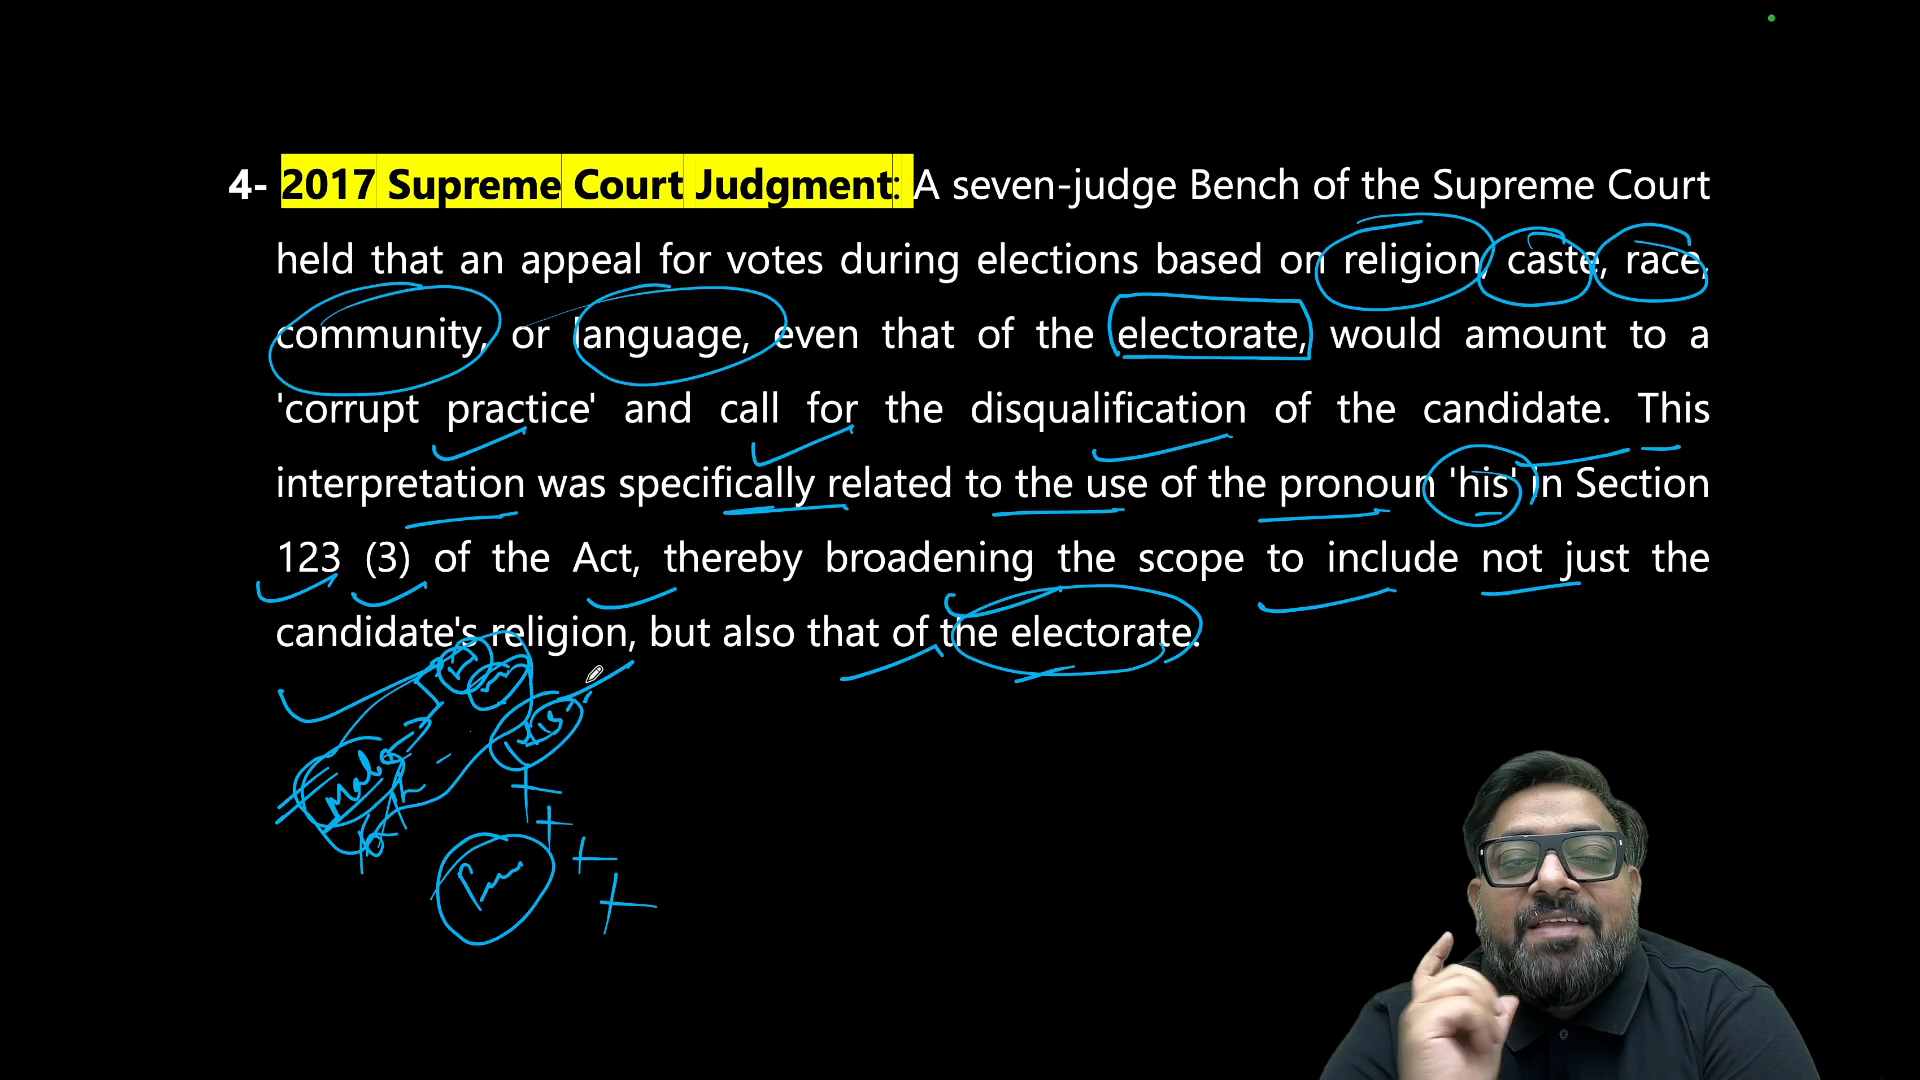 4- 2017 Supreme Court Judgment: A seven-judge Bench of the Supreme Court
held that an appeal for votes during elections based on religion, caste, race,
community, or language, even that of the electorate, would amount to a
'corrupt practice' and call for the disqualification of the candidate. This
interpretation was specifically related to the use of the pronoun 'his' in Section
123 (3) of the Act, thereby broadening the scope to include not just the
candidate's religion, but also that of the electorate.
His
Male